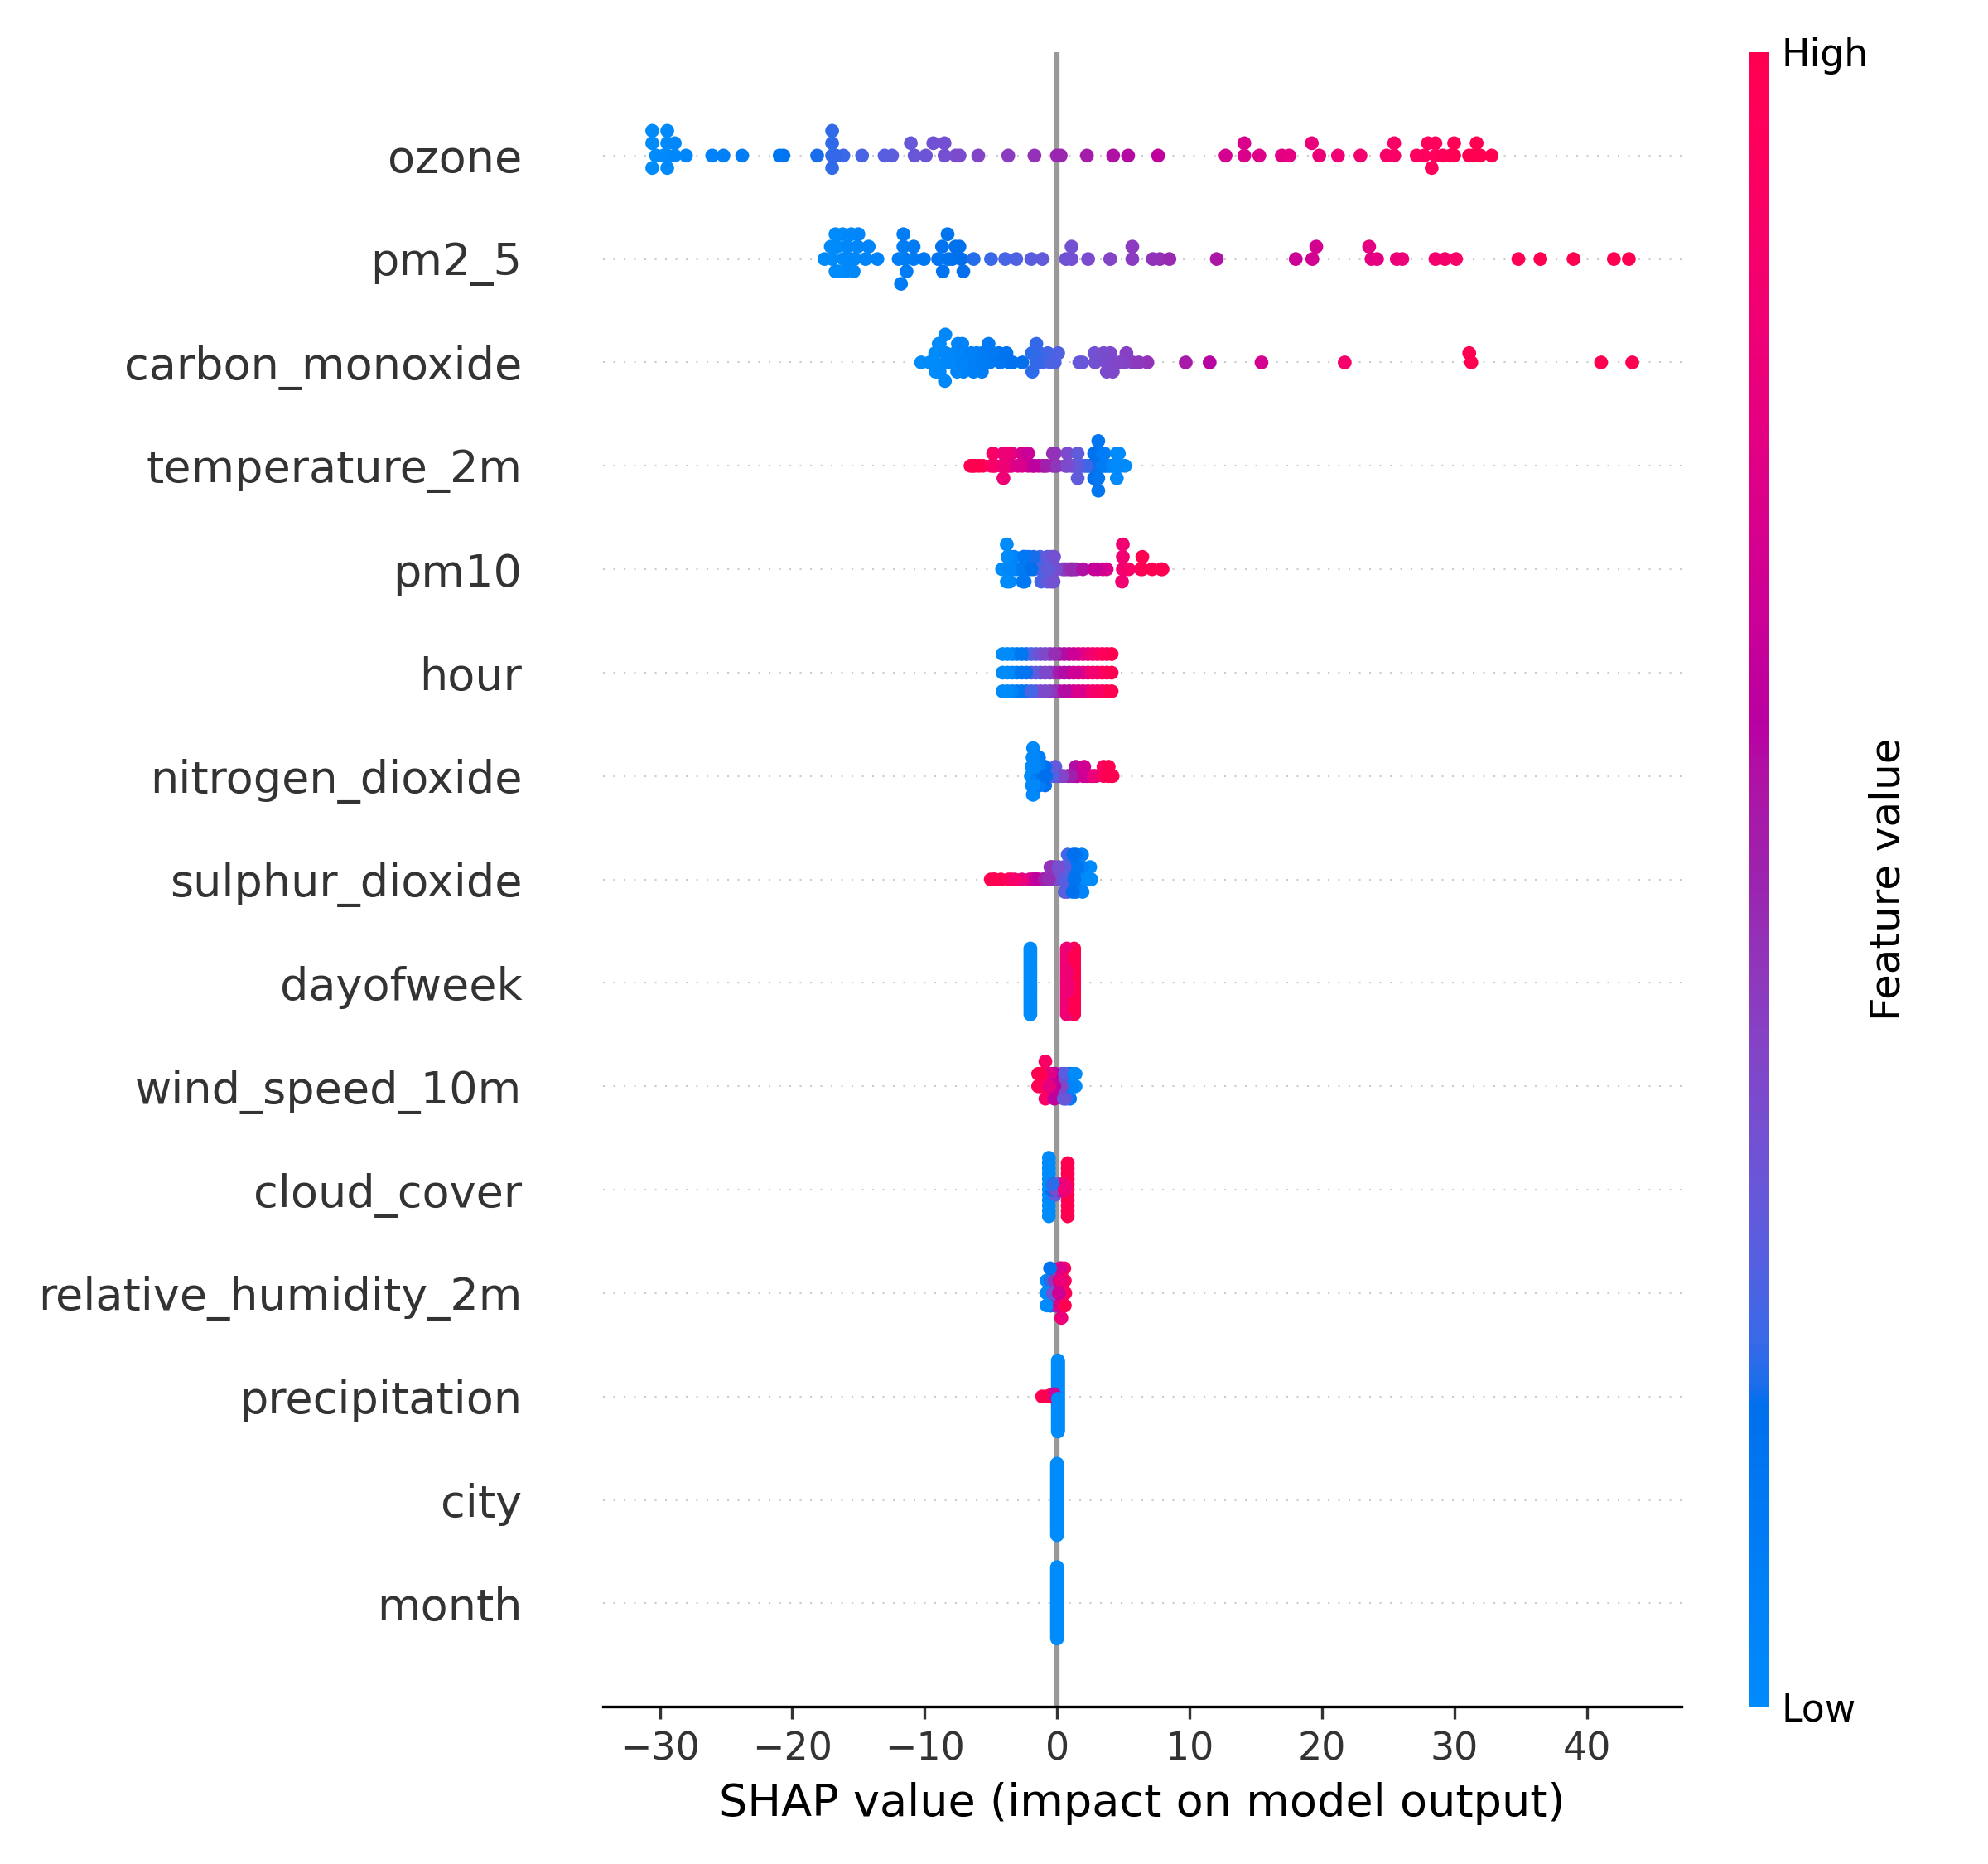 High
ozone
pm2_5
carbon_monoxide
temperature_2m
pm10
hour
nitrogen_dioxide
sulphur_dioxide
dayofweek
wind_speed_10m
cloud_cover
relative_humidity_2m
precipitation
city
month
Feature value
Low
−30 −20 −10 0 10 20 30 40
SHAP value (impact on model output)